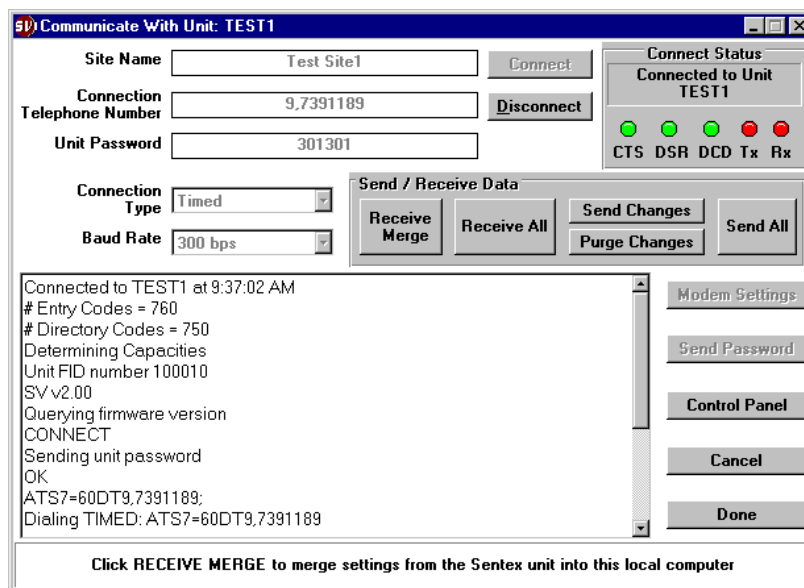 SV Communicate With Unit: TEST1
Site Name
Test Site1
Connect
Connection
Telephone Number
9,7391189
Disconnect
Unit Password
301301
Connect Status
Connected to Unit
TEST1
CTS DSR DCD Tx Rx
Connection
Type
Timed
Baud Rate
300 bps
Send / Receive Data
Receive
Merge
Receive All
Send Changes
Purge Changes
Send All
Connected to TEST1 at 9:37:02 AM
# Entry Codes = 760
# Directory Codes = 750
Determining Capacities
Unit FID number 100010
SV v2.00
Querying firmware version
CONNECT
Sending unit password
OK
ATS7=60DT9,7391189;
Dialing TIMED: ATS7=60DT9,7391189
Modem Settings
Send Password
Control Panel
Cancel
Done
Click RECEIVE MERGE to merge settings from the Sentex unit into this local computer